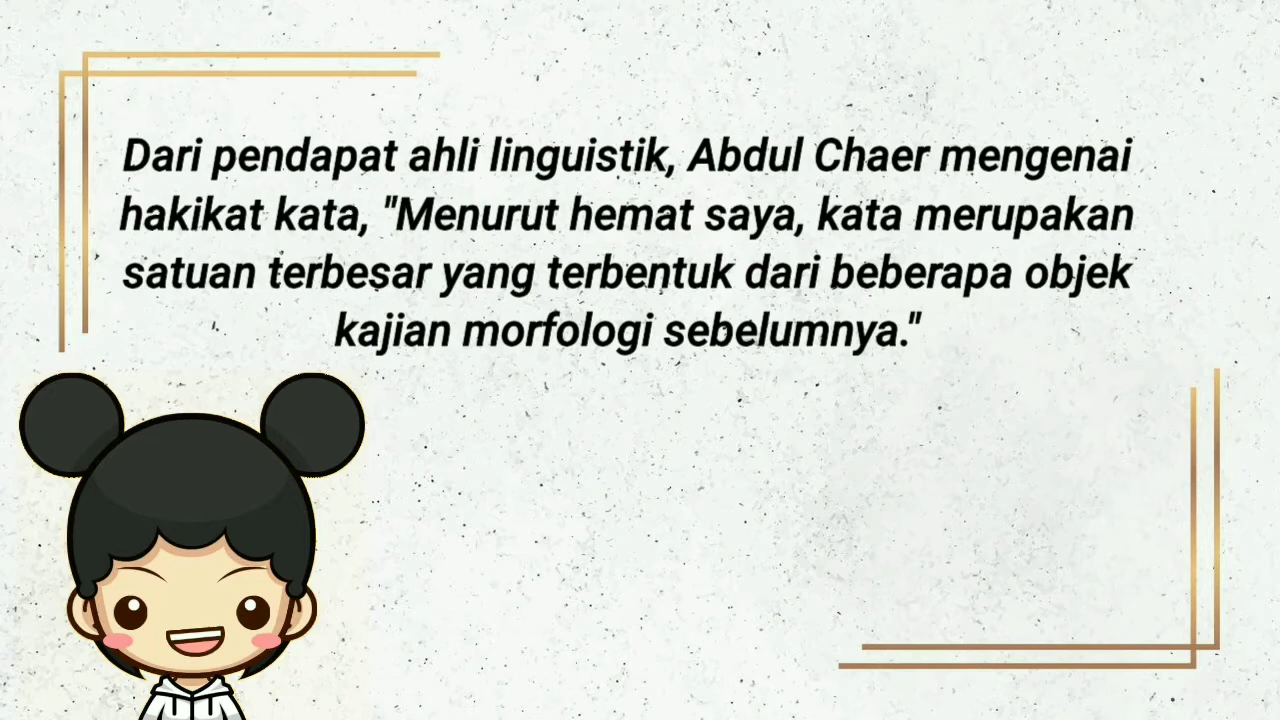 Dari pendapat ahli linguistik, Abdul Chaer mengenai
hakikat kata, "Menurut hemat saya, kata merupakan
satuan terbesar yang terbentuk dari beberapa objek
kajian morfologi sebelumnya."